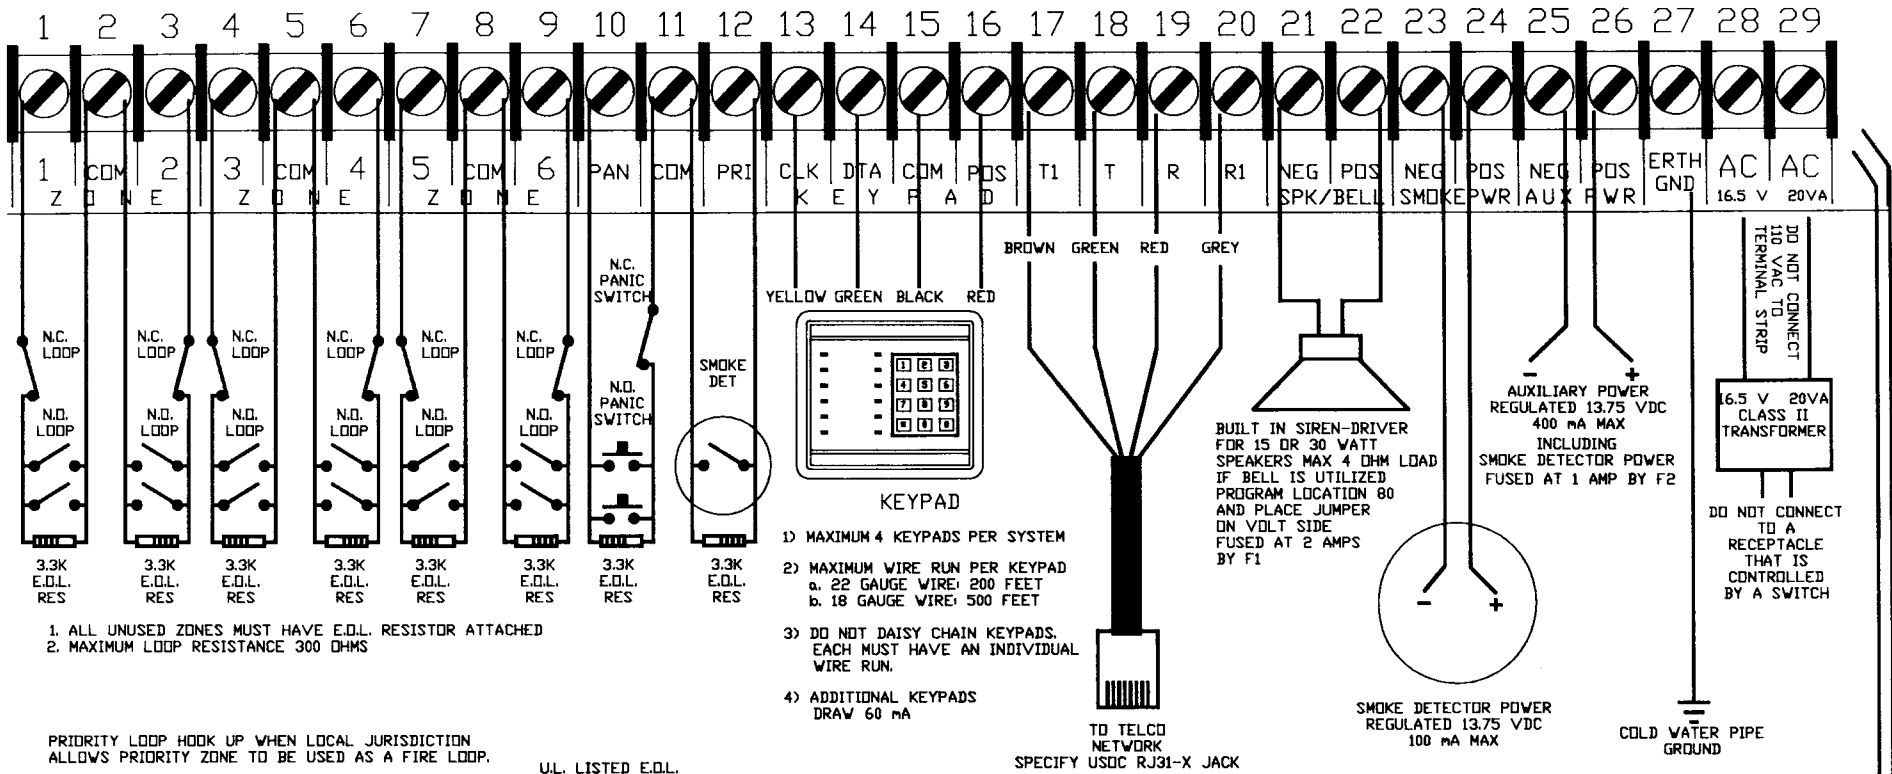 1 2 3 4 5 6 7 8 9 10 11 12 13 14 15 16 17 18 19 20 21 22 23 24 25 26 27 28 29
1 COM 2 3 COM 4 5 COM 6 PAN COM PRI CLK DTA COM POS T1 T R R1 NEG POS NEG POS NEG POS ERTH GND AC AC
ZONE ZONE ZONE KEYPAD SPK/BELL SMOKEPWR AUX PWR 16.5 V 20VA
N.C.
PANIC
SWITCH
YELLOW GREEN BLACK RED
BROWN GREEN RED GREY
DO NOT CONNECT
110 VAC TO
TERMINAL STRIP
N.C.
LOOP
N.C.
LOOP
N.C.
LOOP
N.C.
LOOP
N.C.
LOOP
N.C.
LOOP
N.O.
LOOP
N.O.
LOOP
N.O.
LOOP
N.O.
LOOP
N.O.
LOOP
N.O.
LOOP
N.O.
PANIC
SWITCH
SMOKE
DET
1 2 3
4 5 6
7 8 9
KEYPAD
3.3K
E.O.L.
RES
3.3K
E.O.L.
RES
3.3K
E.O.L.
RES
3.3K
E.O.L.
RES
3.3K
E.O.L.
RES
3.3K
E.O.L.
RES
3.3K
E.O.L.
RES
3.3K
E.O.L.
RES
1. ALL UNUSED ZONES MUST HAVE E.O.L. RESISTOR ATTACHED
2. MAXIMUM LOOP RESISTANCE 300 OHMS
1) MAXIMUM 4 KEYPADS PER SYSTEM
2) MAXIMUM WIRE RUN PER KEYPAD
a. 22 GAUGE WIRE: 200 FEET
b. 18 GAUGE WIRE: 500 FEET
3) DO NOT DAISY CHAIN KEYPADS.
EACH MUST HAVE AN INDIVIDUAL
WIRE RUN.
4) ADDITIONAL KEYPADS
DRAW 60 mA
TO TELCO
NETWORK
SPECIFY USOC RJ31-X JACK
BUILT IN SIREN-DRIVER
FOR 15 OR 30 WATT
SPEAKERS MAX 4 OHM LOAD
IF BELL IS UTILIZED
PROGRAM LOCATION 80
AND PLACE JUMPER
ON VOLT SIDE
FUSED AT 2 AMPS
BY F1
- +
AUXILIARY POWER
REGULATED 13.75 VDC
400 mA MAX
INCLUDING
SMOKE DETECTOR POWER
FUSED AT 1 AMP BY F2
- +
SMOKE DETECTOR POWER
REGULATED 13.75 VDC
100 mA MAX
16.5 V 20VA
CLASS II
TRANSFORMER
DO NOT CONNECT
TO A
RECEPTACLE
THAT IS
CONTROLLED
BY A SWITCH
COLD WATER PIPE
GROUND
PRIORITY LOOP HOOK UP WHEN LOCAL JURISDICTION
ALLOWS PRIORITY ZONE TO BE USED AS A FIRE LOOP.
U.L. LISTED E.O.L.